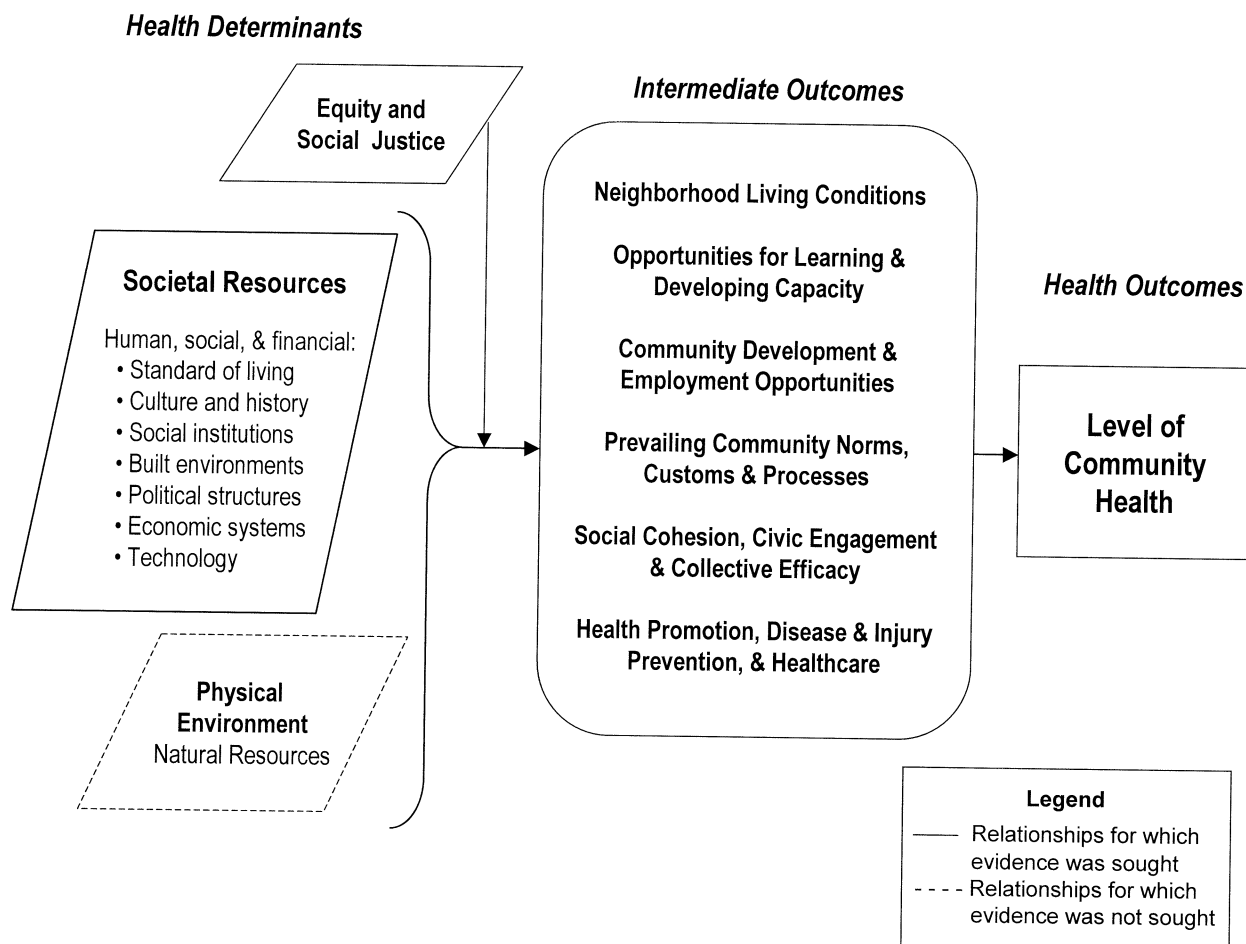 Health Determinants
Equity and
Social Justice
Societal Resources
Human, social, & financial:
• Standard of living
• Culture and history
• Social institutions
• Built environments
• Political structures
• Economic systems
• Technology
Physical
Environment
Natural Resources
Intermediate Outcomes
Neighborhood Living Conditions
Opportunities for Learning &
Developing Capacity
Community Development &
Employment Opportunities
Prevailing Community Norms,
Customs & Processes
Social Cohesion, Civic Engagement
& Collective Efficacy
Health Promotion, Disease & Injury
Prevention, & Healthcare
Health Outcomes
Level of
Community
Health
Legend
Relationships for which
evidence was sought
Relationships for which
evidence was not sought